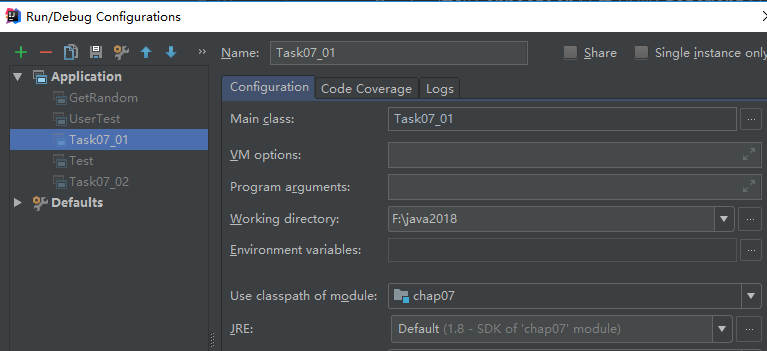 Run/Debug Configurations
Name: Task07_01 Share Single instance only
Application
GetRandom
UserTest
Task07_01
Test
Task07_02
Defaults
Configuration Code Coverage Logs
Main class: Task07_01
VM options:
Program arguments:
Working directory: F:\java2018
Environment variables:
Use classpath of module: chap07
JRE: Default (1.8 - SDK of 'chap07' module)